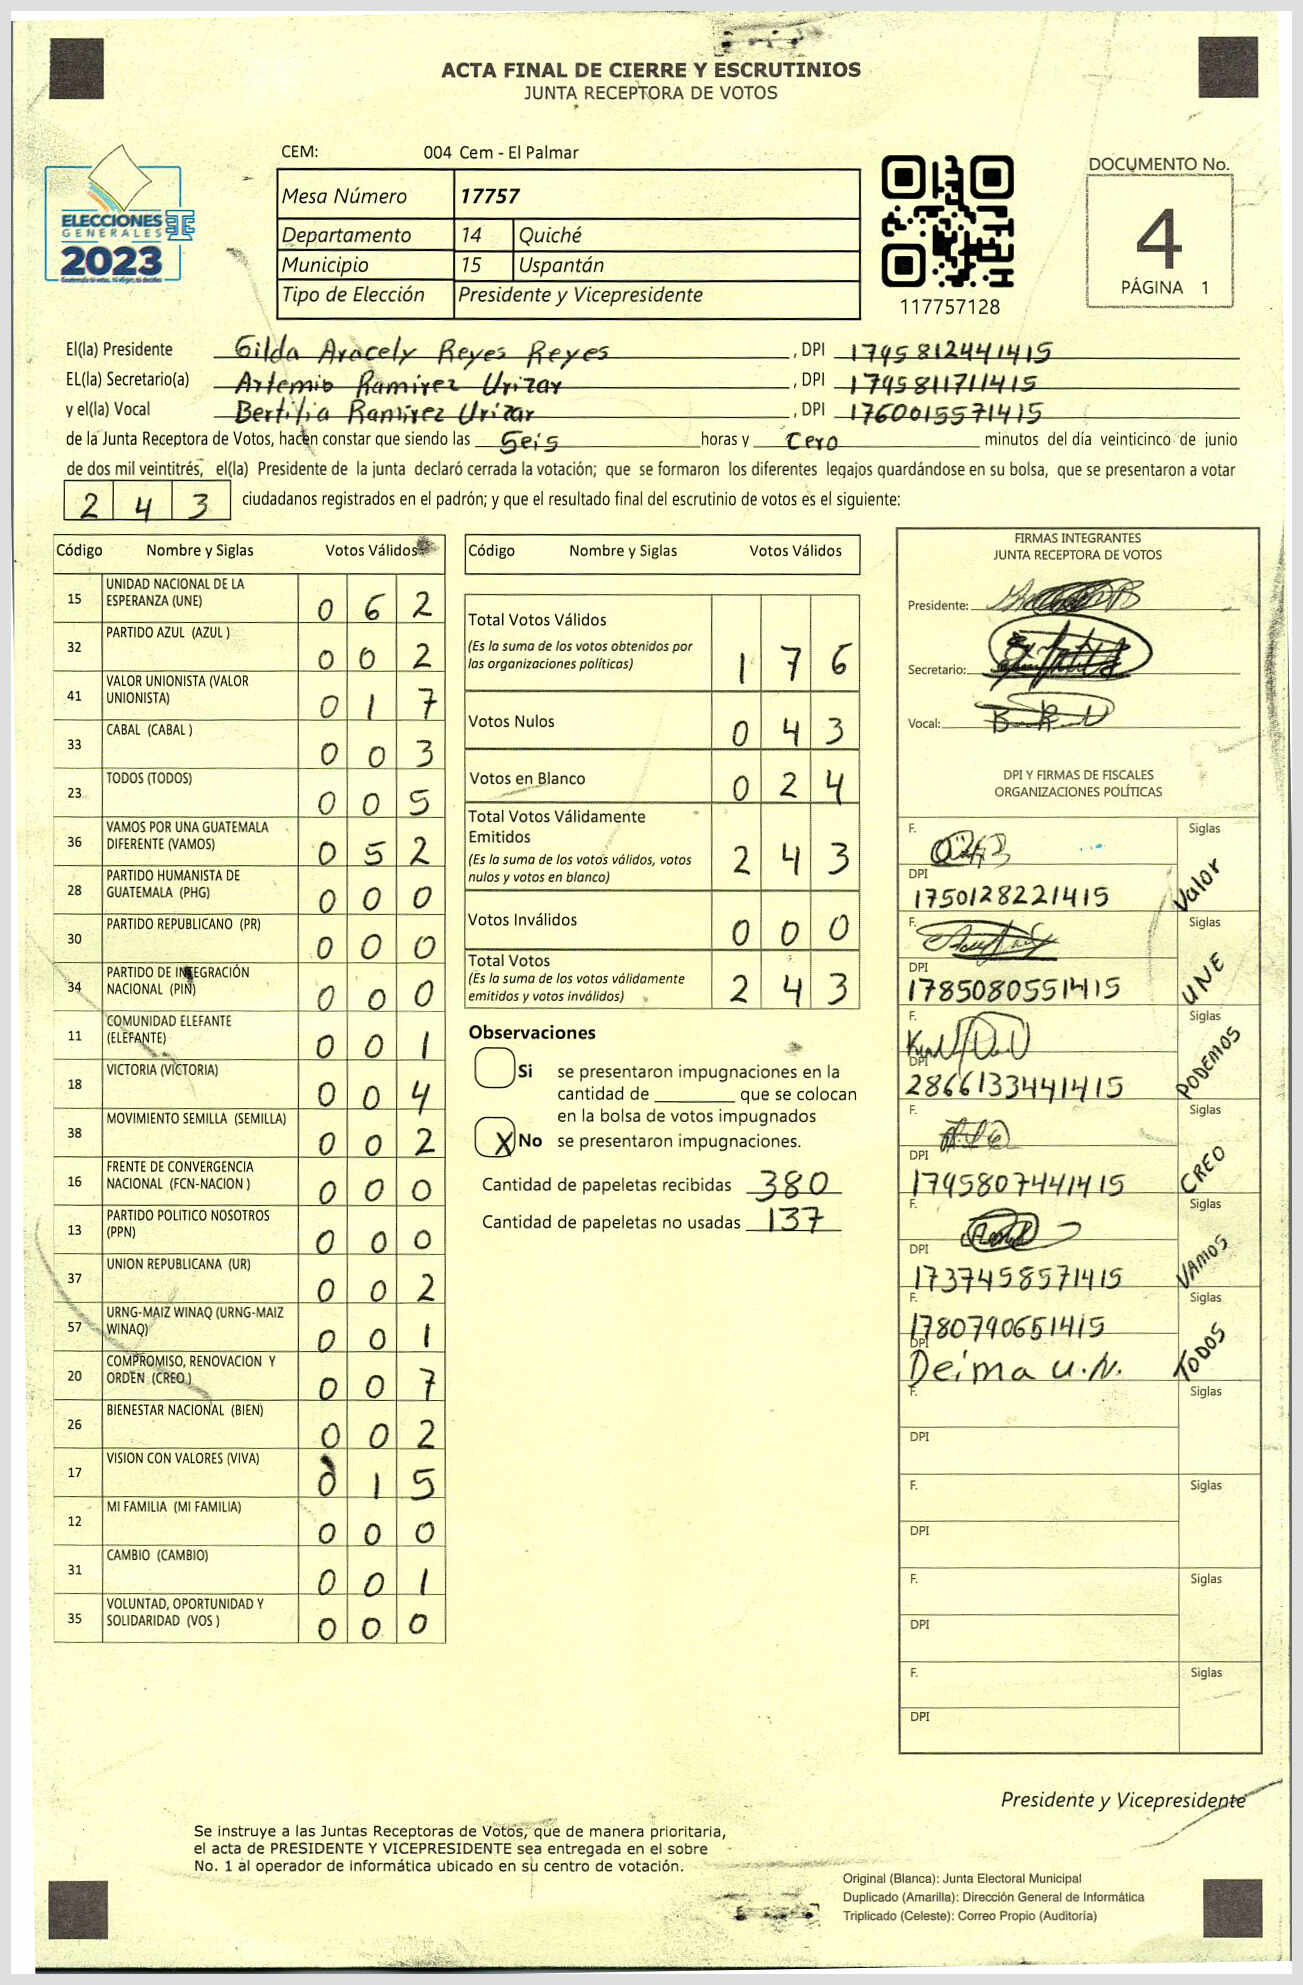 ACTA FINAL DE CIERRE Y ESCRUTINIOS
JUNTA RECEPTORA DE VOTOS
CEM: 004 Cem - El Palmar
Mesa Número 17757
Departamento 14 Quiché
Municipio 15 Uspantán
Tipo de Elección Presidente y Vicepresidente
ELECCIONES
GENERALES
2023
117757128
DOCUMENTO No.
4
PÁGINA 1
El(la) Presidente Gilda Aracely Reyes Reyes , DPI 1795812441415
EL(la) Secretario(a) Artemio Ramirez Urizar , DPI 1795811711415
y el(la) Vocal Bertilia Ramirez Urizar , DPI 1760015571415
de la Junta Receptora de Votos, hacen constar que siendo las Seis horas y Cero minutos del día veinticinco de junio
de dos mil veintitrés, el(la) Presidente de la junta declaró cerrada la votación; que se formaron los diferentes legajos quardándose en su bolsa, que se presentaron a votar
2 4 3 ciudadanos registrados en el padrón; y que el resultado final del escrutinio de votos es el siguiente:
Código Nombre y Siglas Votos Válidos
15 UNIDAD NACIONAL DE LA
ESPERANZA (UNE) 0 6 2
32 PARTIDO AZUL (AZUL ) 0 0 2
41 VALOR UNIONISTA (VALOR
UNIONISTA) 0 1 7
33 CABAL (CABAL ) 0 0 3
23 TODOS (TODOS) 0 0 5
36 VAMOS POR UNA GUATEMALA
DIFERENTE (VAMOS) 0 5 2
28 PARTIDO HUMANISTA DE
GUATEMALA (PHG) 0 0 0
30 PARTIDO REPUBLICANO (PR) 0 0 0
34 PARTIDO DE INTEGRACIÓN
NACIONAL (PIN) 0 0 0
11 COMUNIDAD ELEFANTE
(ELEFANTE) 0 0 1
18 VICTORIA (VICTORIA) 0 0 4
38 MOVIMIENTO SEMILLA (SEMILLA) 0 0 2
16 FRENTE DE CONVERGENCIA
NACIONAL (FCN-NACION ) 0 0 0
13 PARTIDO POLITICO NOSOTROS
(PPN) 0 0 0
37 UNION REPUBLICANA (UR) 0 0 2
57 URNG-MAIZ WINAQ (URNG-MAIZ
WINAQ) 0 0 1
20 COMPROMISO, RENOVACION Y
ORDEN (CREO ) 0 0 7
26 BIENESTAR NACIONAL (BIEN) 0 0 2
17 VISION CON VALORES (VIVA) 0 1 5
12 MI FAMILIA (MI FAMILIA) 0 0 0
31 CAMBIO (CAMBIO) 0 0 1
35 VOLUNTAD, OPORTUNIDAD Y
SOLIDARIDAD (VOS ) 0 0 0
Código Nombre y Siglas Votos Válidos
Total Votos Válidos
(Es la suma de los votos obtenidos por
las organizaciones políticas) 1 7 6
Votos Nulos 0 4 3
Votos en Blanco 0 2 4
Total Votos Válidamente
Emitidos
(Es la suma de los votos válidos, votos
nulos y votos en blanco) 2 4 3
Votos Inválidos 0 0 0
Total Votos
(Es la suma de los votos válidamente
emitidos y votos inválidos) 2 4 3
Observaciones
Si se presentaron impugnaciones en la
cantidad de que se colocan
en la bolsa de votos impugnados
X No se presentaron impugnaciones.
Cantidad de papeletas recibidas 380
Cantidad de papeletas no usadas 137
FIRMAS INTEGRANTES
JUNTA RECEPTORA DE VOTOS
Presidente:
Secretario:
Vocal:
DPI Y FIRMAS DE FISCALES
ORGANIZACIONES POLÍTICAS
F. Siglas
DPI Valor
1750128221415
F. Siglas
DPI UNE
1785080551415
F. Siglas
DPI PODEMOS
2866133441415
F. Siglas
DPI CREO
1795807441415
F. Siglas
DPI VAMOS
1737458571415
F. Siglas
1780790651415
DPI TODOS
Deima U.N.
F. Siglas
DPI
F. Siglas
DPI
F. Siglas
DPI
F. Siglas
DPI
Presidente y Vicepresidente
Se instruye a las Juntas Receptoras de Votos, que de manera prioritaria,
el acta de PRESIDENTE Y VICEPRESIDENTE sea entregada en el sobre
No. 1 al operador de informática ubicado en su centro de votación.
Original (Blanca): Junta Electoral Municipal
Duplicado (Amarilla): Dirección General de Informática
Triplicado (Celeste): Correo Propio (Auditoría)